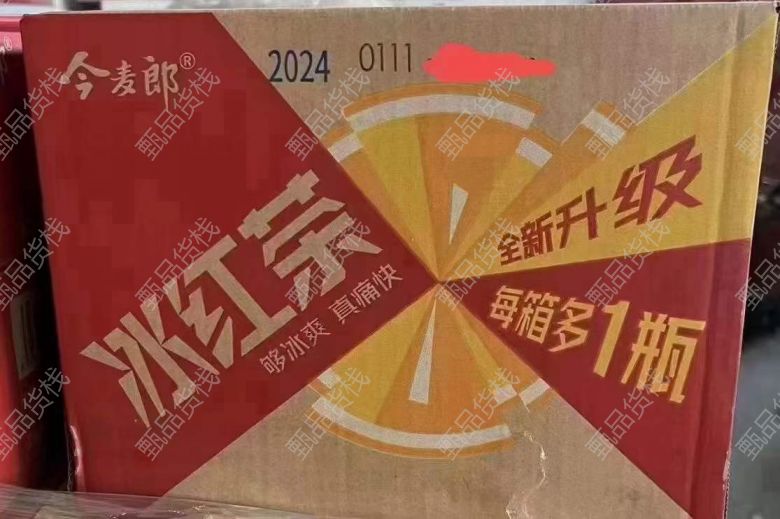 今麦郎®
2024 0111
冰红茶
够冰爽 真痛快
全新升级
每箱多1瓶
甄品货栈